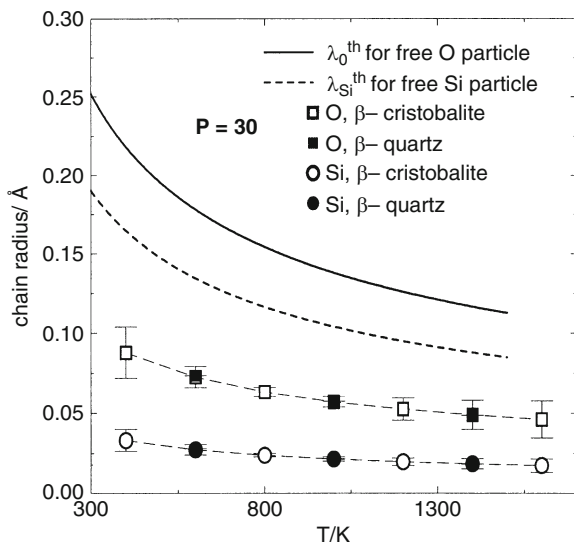 0.30
0.25
0.20
0.15
0.10
0.05
0.00
chain radius/ Å
λ₀ᵗʰ for free O particle
λSiᵗʰ for free Si particle
P = 30
O, β– cristobalite
O, β– quartz
Si, β– cristobalite
Si, β– quartz
300
800
1300
T/K